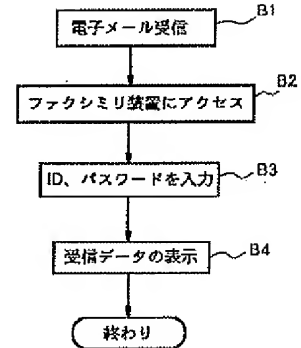 電子メール受信
B1
ファクシミリ装置にアクセス
B2
ID、パスワードを入力
B3
受信データの表示
B4
終わり